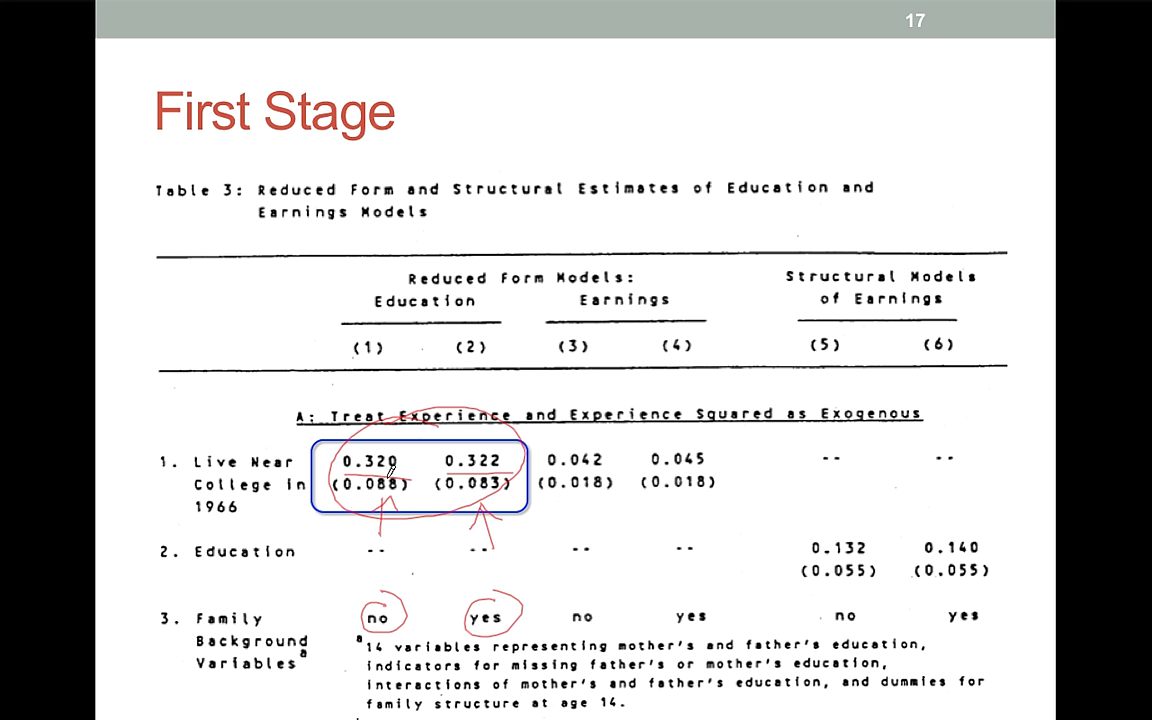 17
First Stage
Table 3: Reduced Form and Structural Estimates of Education and
Earnings Models
Reduced Form Models: Structural Models
Education Earnings of Earnings
(1) (2) (3) (4) (5) (6)
A: Treat Experience and Experience Squared as Exogenous
1. Live Near 0.320 0.322 0.042 0.045 -- --
College in (0.088) (0.083) (0.018) (0.018)
1966
2. Education -- -- -- -- 0.132 0.140
(0.055) (0.055)
3. Family no yes no yes no yes
Background
Variables a
a 14 variables representing mother's and father's education,
indicators for missing father's or mother's education,
interactions of mother's and father's education, and dummies for
family structure at age 14.